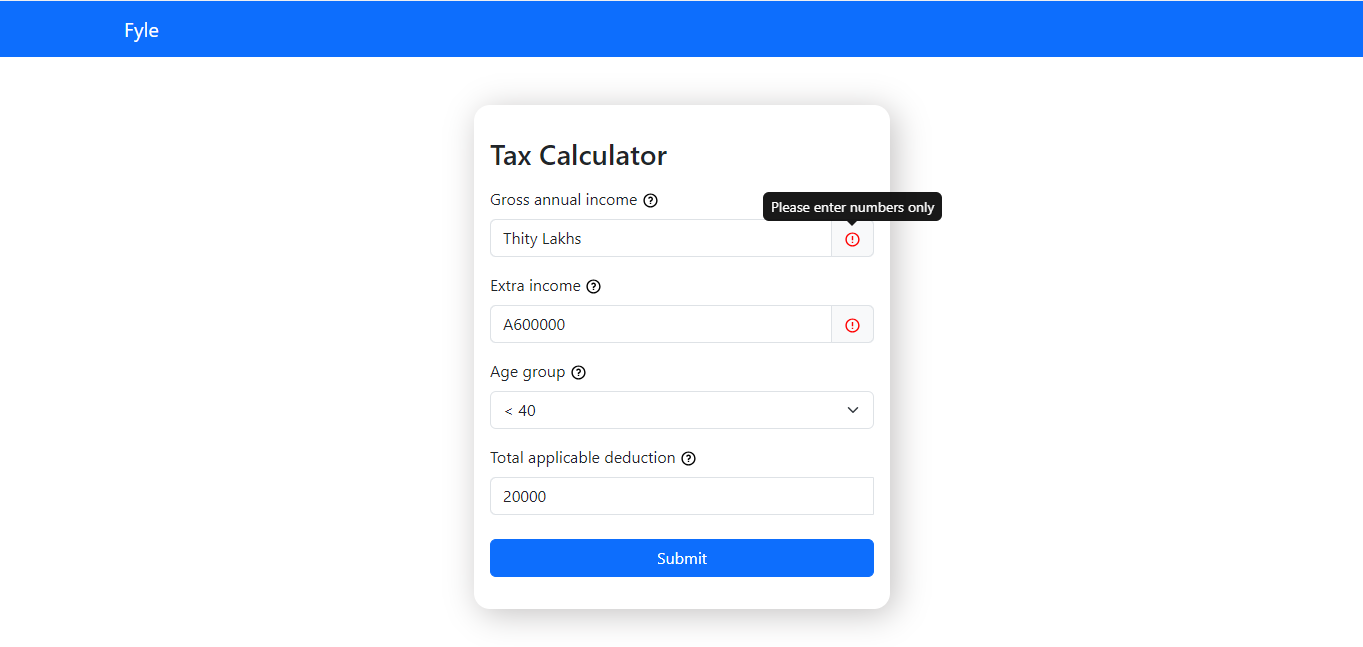 Fyle
Tax Calculator
Gross annual income
Please enter numbers only
Thity Lakhs
Extra income
A600000
Age group
< 40
Total applicable deduction
20000
Submit